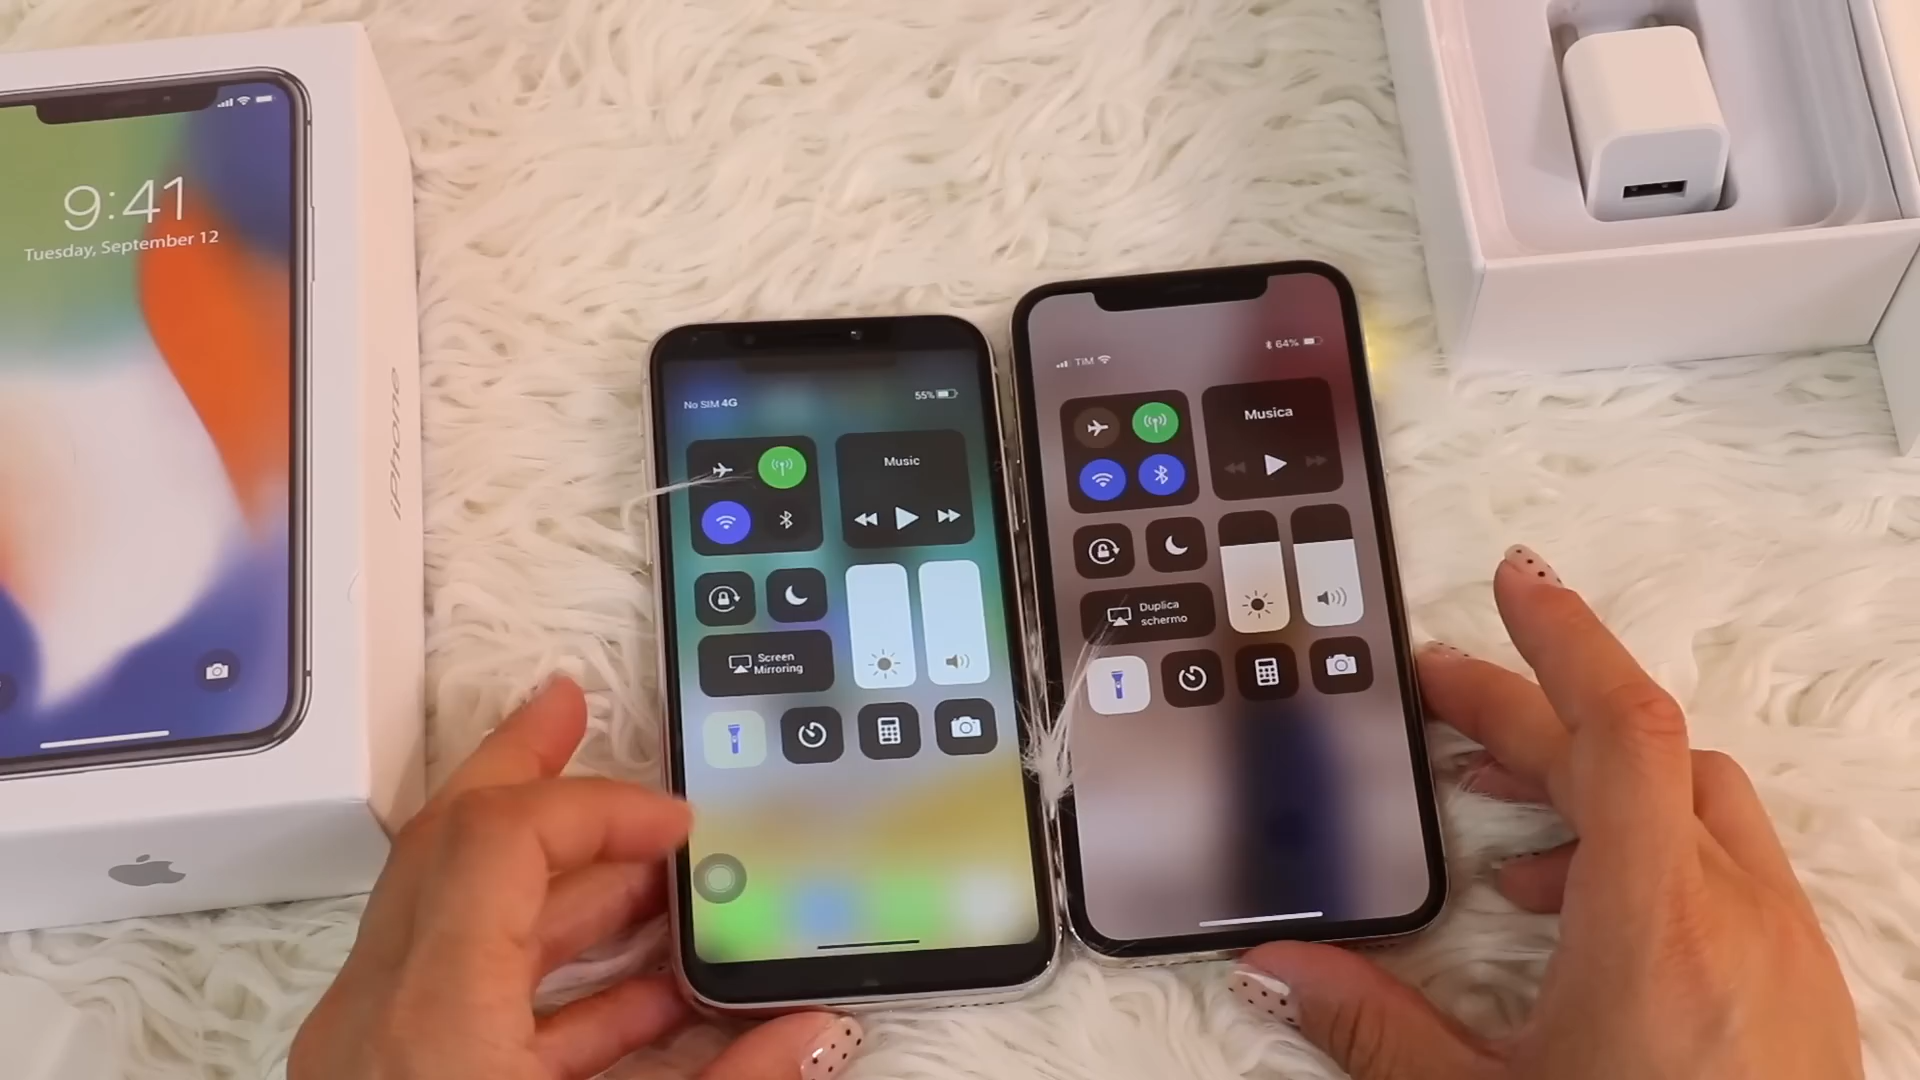 9:41
Tuesday, September 12
iPhone
No SIM 4G
55%
Music
Screen
Mirroring
TIM
64%
Musica
Duplica
schermo